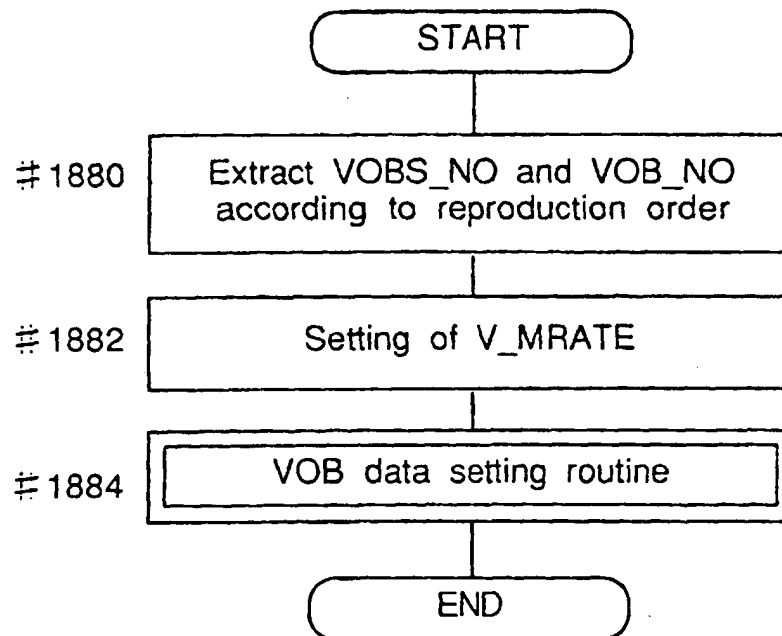 START
#1880
Extract VOBS_NO and VOB_NO
according to reproduction order
#1882
Setting of V_MRATE
#1884
VOB data setting routine
END